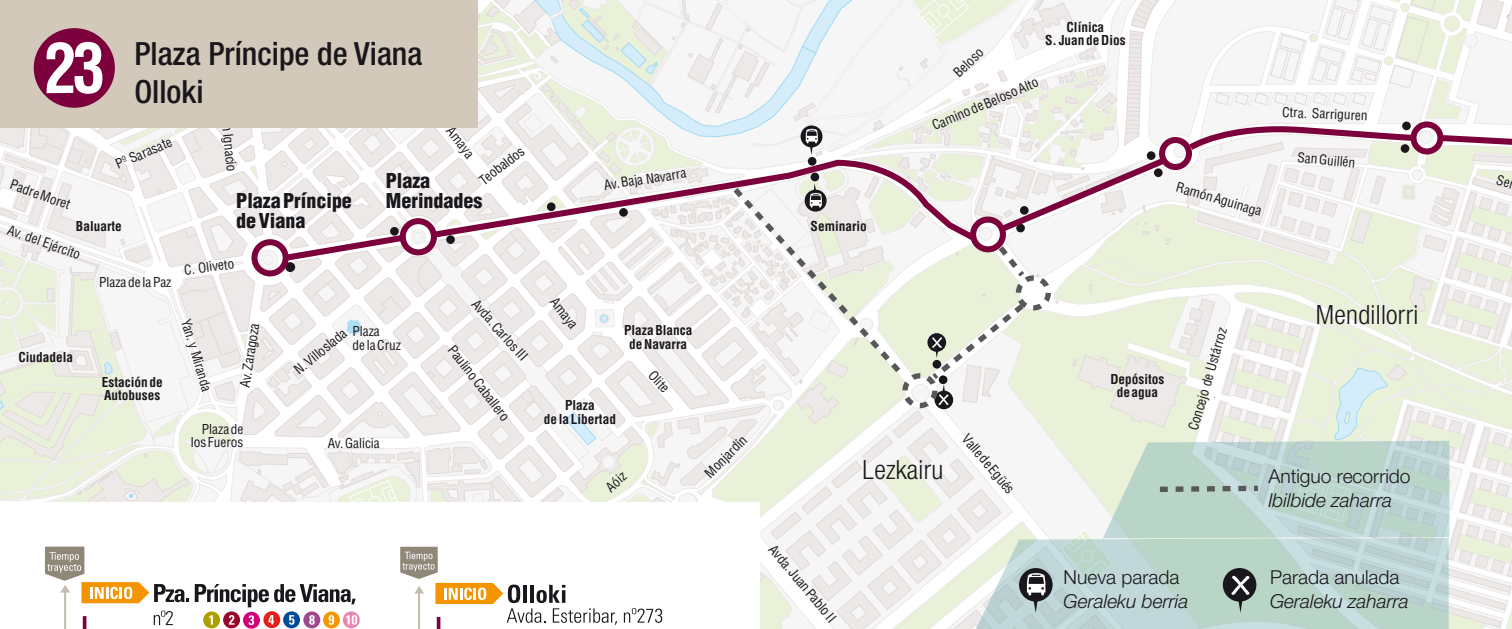 23
Plaza Príncipe de Viana
Olloki
Clínica
S. Juan de Dios
Beloso
Camino de Beloso Alto
Ctra. Sarriguren
San Guillén
Ramón Aguinaga
Pº Sarasate
Ignacio
Amaya
Teobaldos
Av. Baja Navarra
Padre Moret
Baluarte
Av. del Ejército
Plaza Príncipe
de Viana
Plaza
Merindades
Seminario
C. Oliveto
Plaza de la Paz
Mendillorri
Yan. y Miranda
Av. Zaragoza
N. Villoslada
Plaza
de la Cruz
Avda. Carlos III
Amaya
Plaza Blanca
de Navarra
Ciudadela
Estación de
Autobuses
Paulino Caballero
Olite
Plaza
de la Libertad
Depósitos
de agua
Concejo de Ustárroz
Plaza de
los Fueros
Av. Galicia
Aóiz
Monjardín
Lezkairu
Valle de Egüés
Avda. Juan Pablo II
Antiguo recorrido
Ibilbide zaharra
Nueva parada
Geraleku berria
Parada anulada
Geraleku zaharra
Tiempo
trayecto
INICIO
Pza. Príncipe de Viana,
nº2
1 2 3 4 5 8 9 10
Tiempo
trayecto
INICIO
Olloki
Avda. Esteribar, nº273